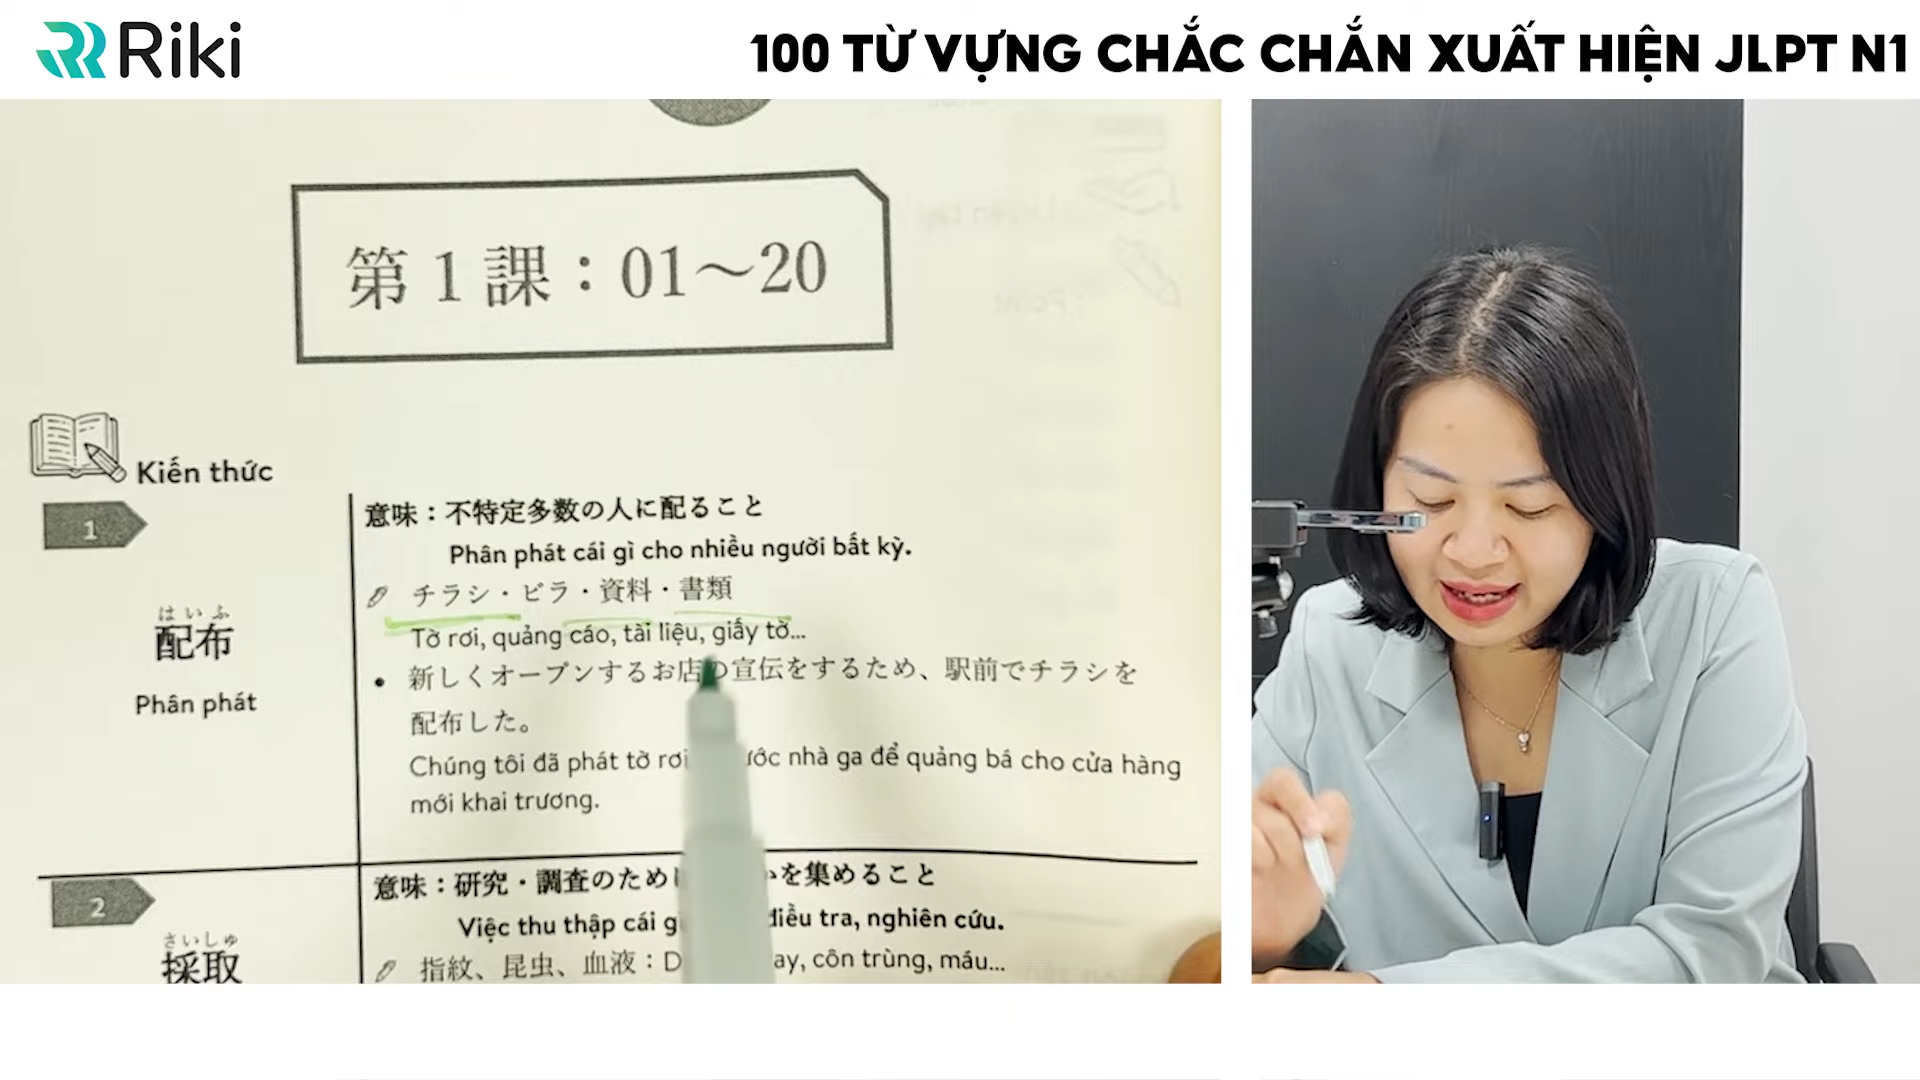 Riki
100 TỪ VỰNG CHẮC CHẮN XUẤT HIỆN JLPT N1
第1課：01～20
Kiến thức
1
はいふ
配布
Phân phát
意味：不特定多数の人に配ること
Phân phát cái gì cho nhiều người bất kỳ.
チラシ・ビラ・資料・書類
Tờ rơi, quảng cáo, tài liệu, giấy tờ...
新しくオープンするお店の宣伝をするため、駅前でチラシを
配布した。
Chúng tôi đã phát tờ rơi nhà ga để quảng bá cho cửa hàng
mới khai trương.
2
さいしゅ
採取
意味：研究・調査のため を集めること
Việc thu thập cái điều tra, nghiên cứu.
指紋、昆虫、血液： côn trùng, máu...